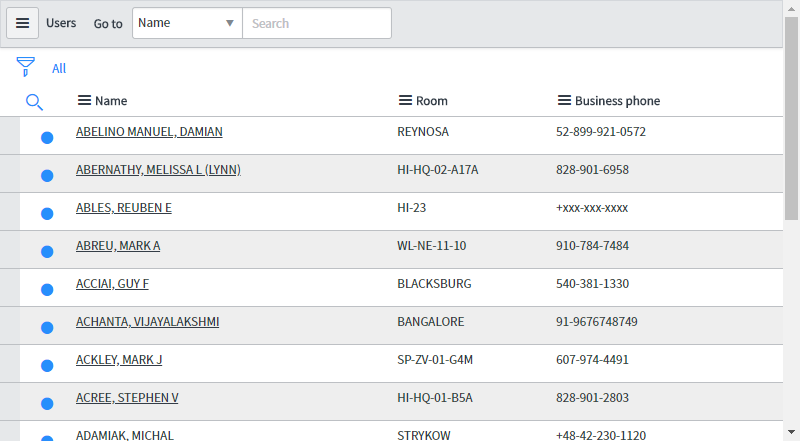 Users Go to Name Search
All
Name Room Business phone
ABELINO MANUEL, DAMIAN REYNOSA 52-899-921-0572
ABERNATHY, MELISSA L (LYNN) HI-HQ-02-A17A 828-901-6958
ABLES, REUBEN E HI-23 +xxx-xxx-xxxx
ABREU, MARK A WL-NE-11-10 910-784-7484
ACCIAI, GUY F BLACKSBURG 540-381-1330
ACHANTA, VIJAYALAKSHMI BANGALORE 91-9676748749
ACKLEY, MARK J SP-ZV-01-G4M 607-974-4491
ACREE, STEPHEN V HI-HQ-01-B5A 828-901-2803
ADAMIAK, MICHAL STRYKOW +48-42-230-1120